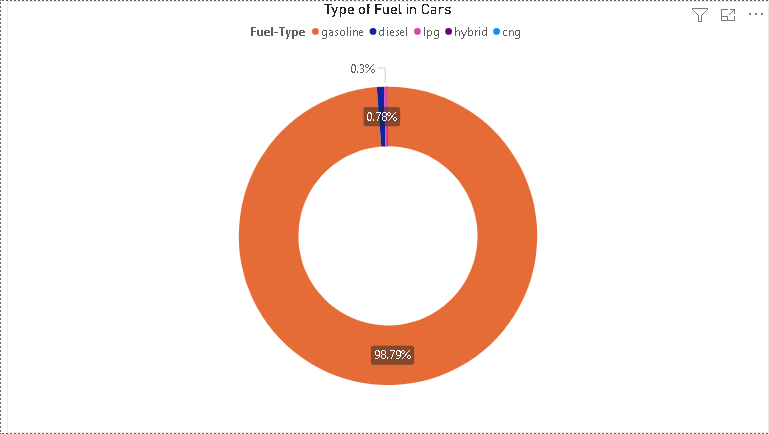 Type of Fuel in Cars
Fuel-Type gasoline diesel lpg hybrid cng
0.3%
0.78%
98.79%